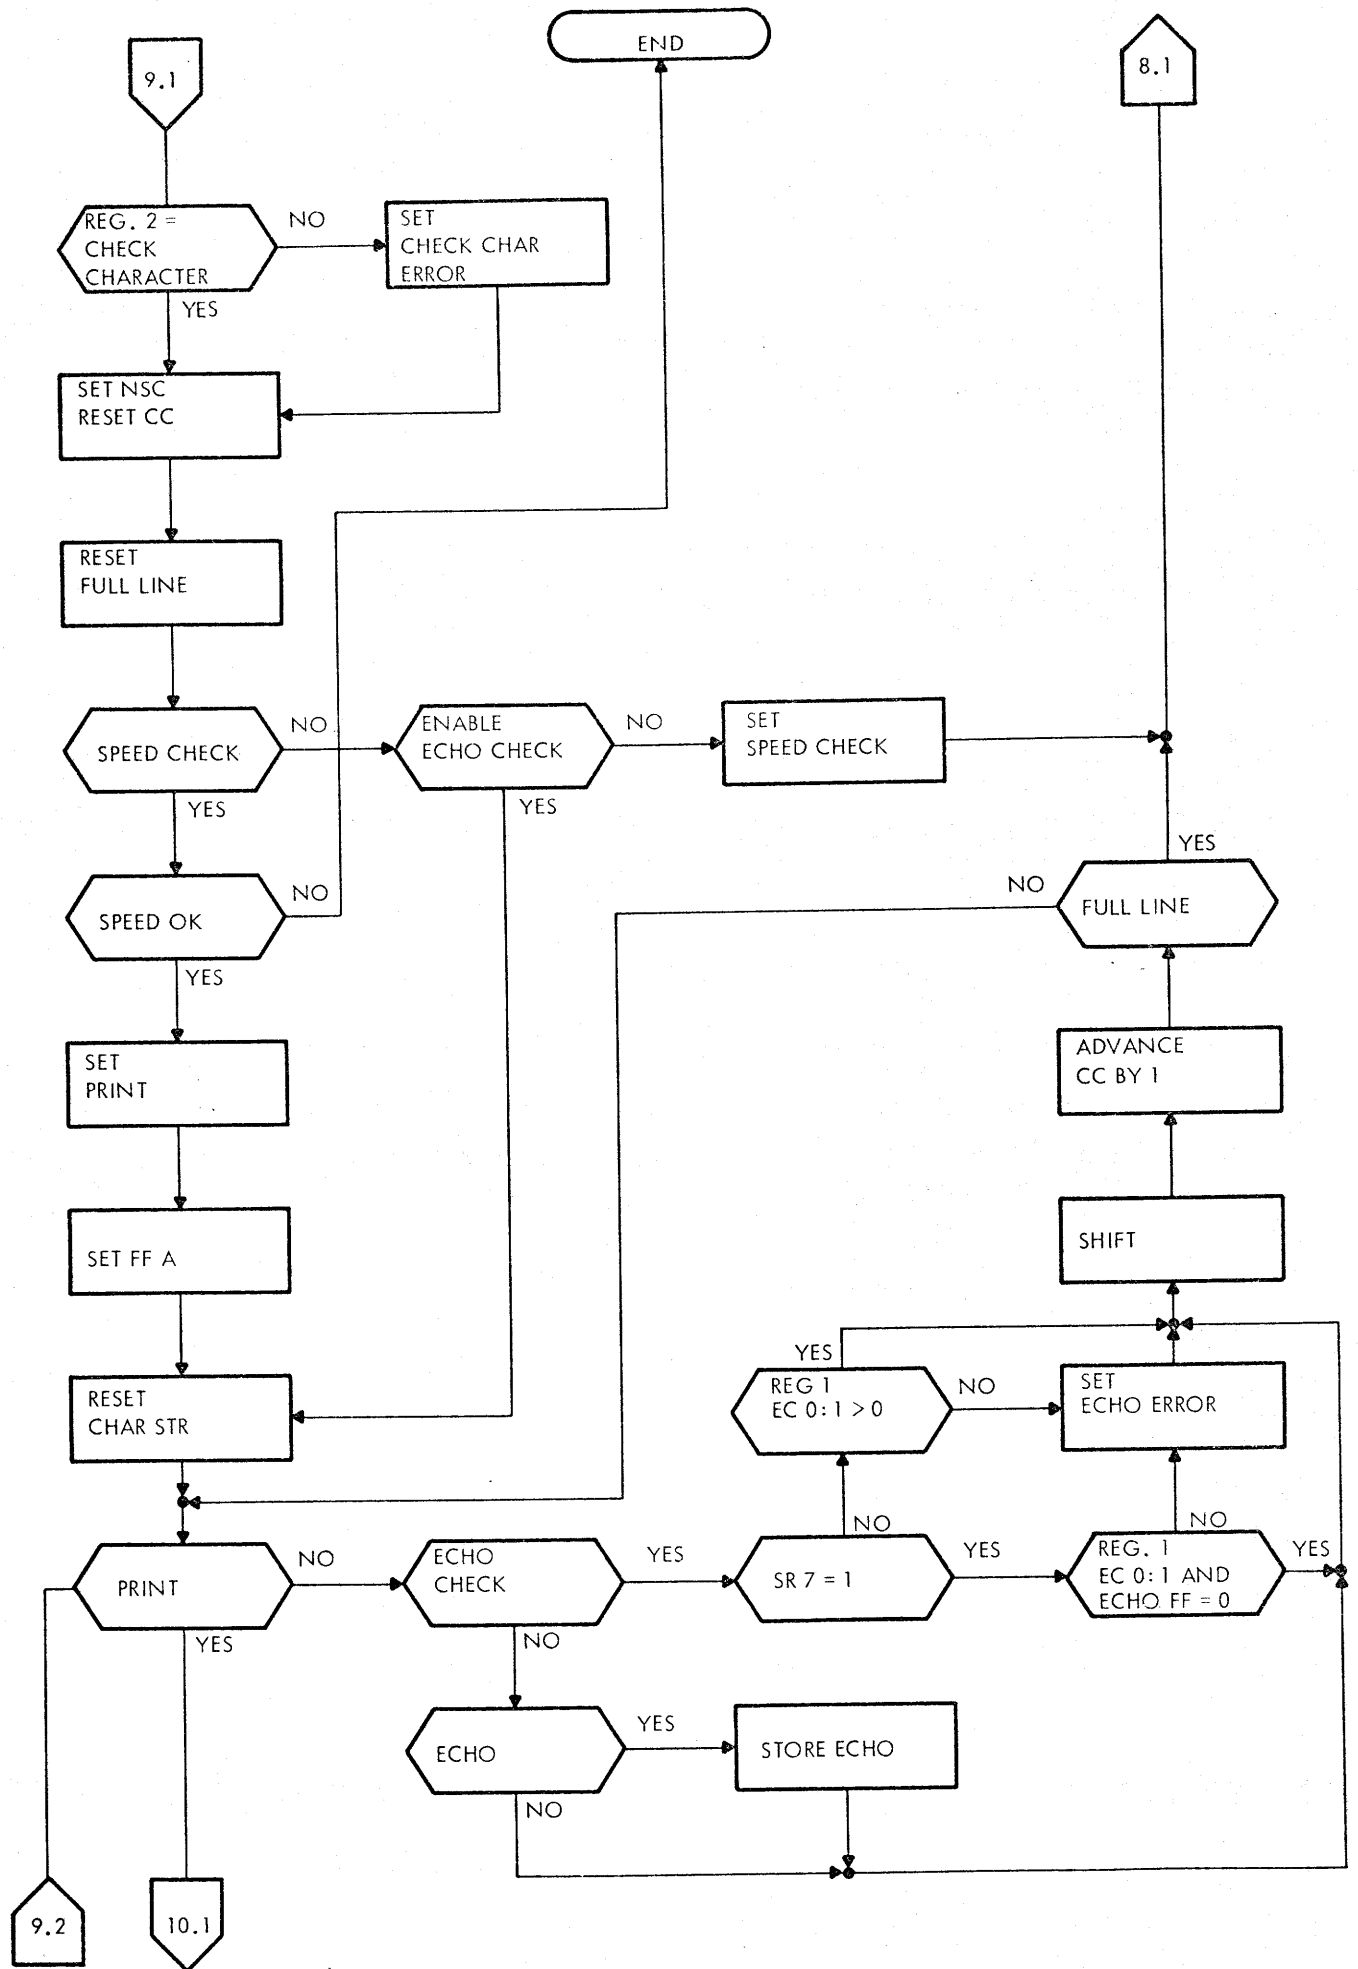 END
9.1
8.1
REG. 2 =
CHECK
CHARACTER
NO
SET
CHECK CHAR
ERROR
YES
SET NSC
RESET CC
RESET
FULL LINE
SPEED CHECK
NO
ENABLE
ECHO CHECK
NO
SET
SPEED CHECK
YES
YES
YES
SPEED OK
NO
NO
FULL LINE
YES
SET
PRINT
ADVANCE
CC BY 1
SET FF A
SHIFT
RESET
CHAR STR
YES
REG 1
EC 0: 1 > 0
NO
SET
ECHO ERROR
NO
NO
PRINT
NO
ECHO
CHECK
YES
SR 7 = 1
YES
REG. 1
EC 0: 1 AND
ECHO FF = 0
YES
YES
NO
ECHO
YES
STORE ECHO
NO
9.2
10.1